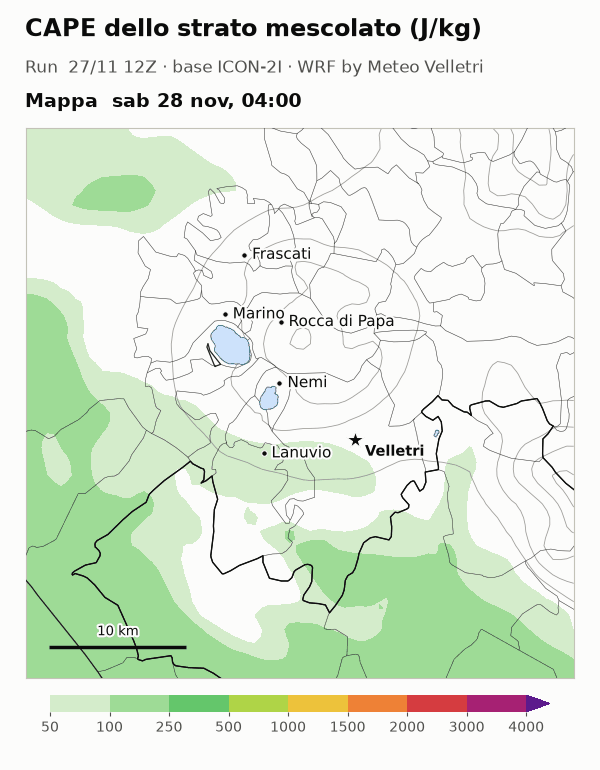 CAPE dello strato mescolato (J/kg)
Run  27/11 12Z · base ICON-2I · WRF by Meteo Velletri
Mappa  sab 28 nov, 04:00
Frascati
Marino
Rocca di Papa
Nemi
Velletri
Lanuvio
10 km
50 100 250 500 1000 1500 2000 3000 4000